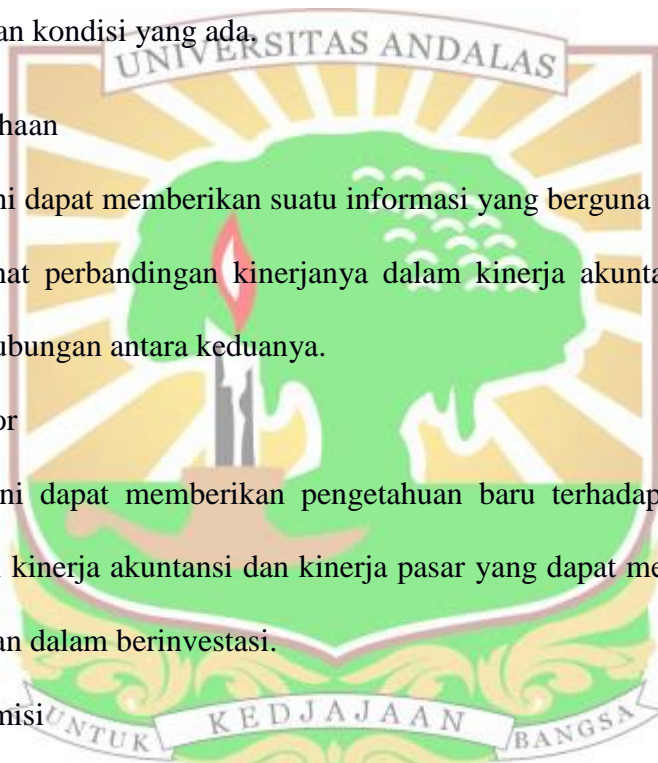 an kondisi yang ada.
UNIVERSITAS ANDALAS
haan
ni dapat memberikan suatu informasi yang berguna
at perbandingan kinerjanya dalam kinerja akunta
ubungan antara keduanya.
or
ni dapat memberikan pengetahuan baru terhadap
kinerja akuntansi dan kinerja pasar yang dapat me
an dalam berinvestasi.
misi
UNTUK KEDJAJAAN BANGSA